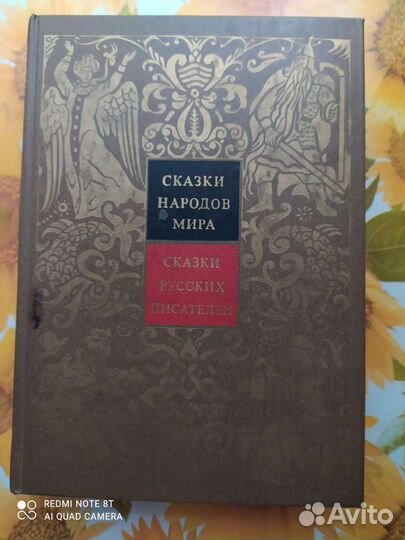 СКАЗКИ
НАРОДОВ
МИРА
СКАЗКИ
РУССКИХ
ПИСАТЕЛЕЙ
REDMI NOTE 8T
AI QUAD CAMERA
Avito